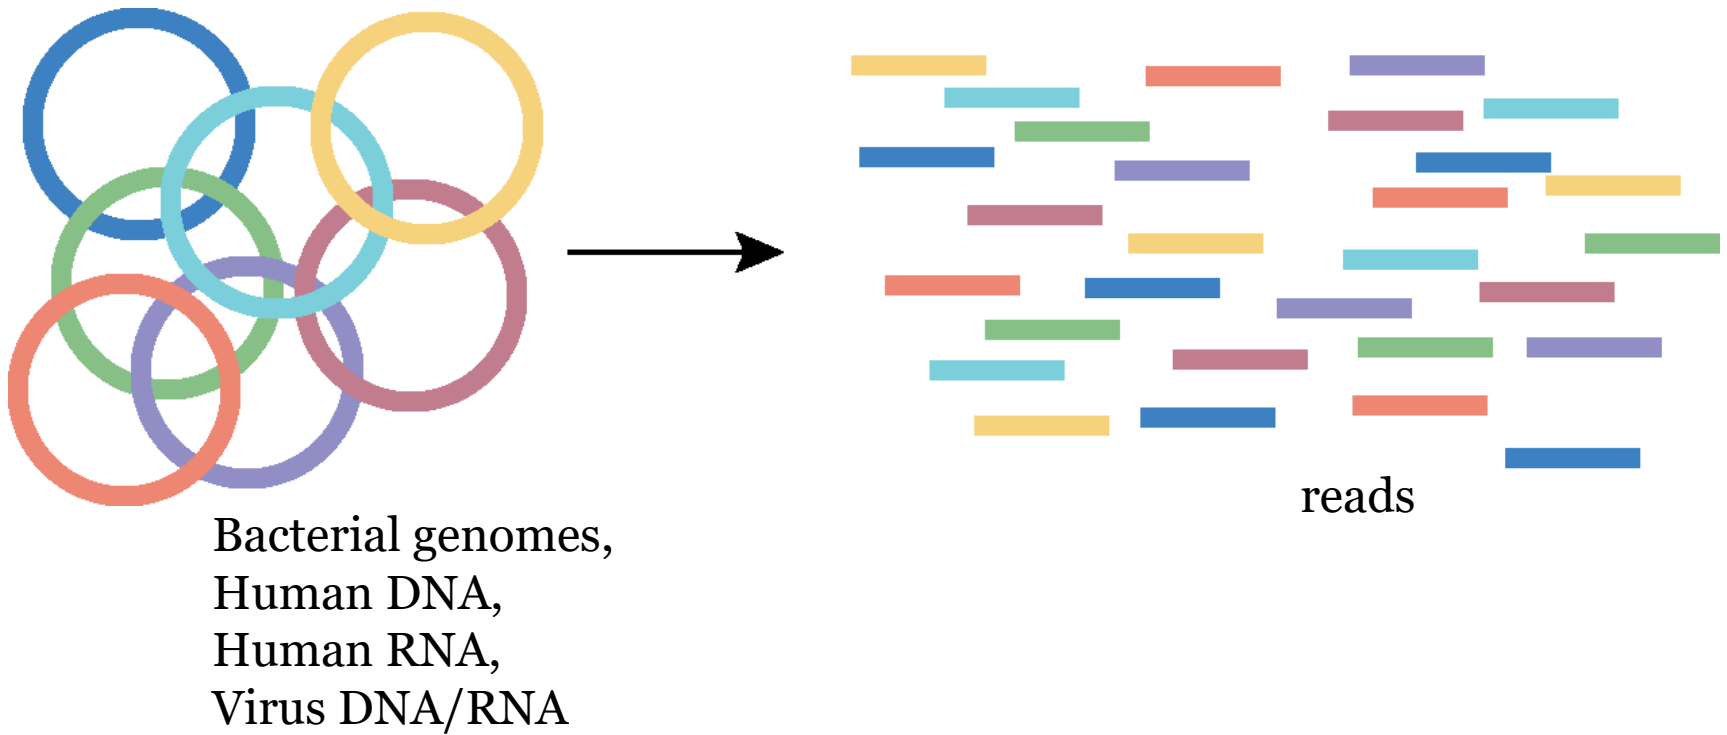 Bacterial genomes,
Human DNA,
Human RNA,
Virus DNA/RNA
reads